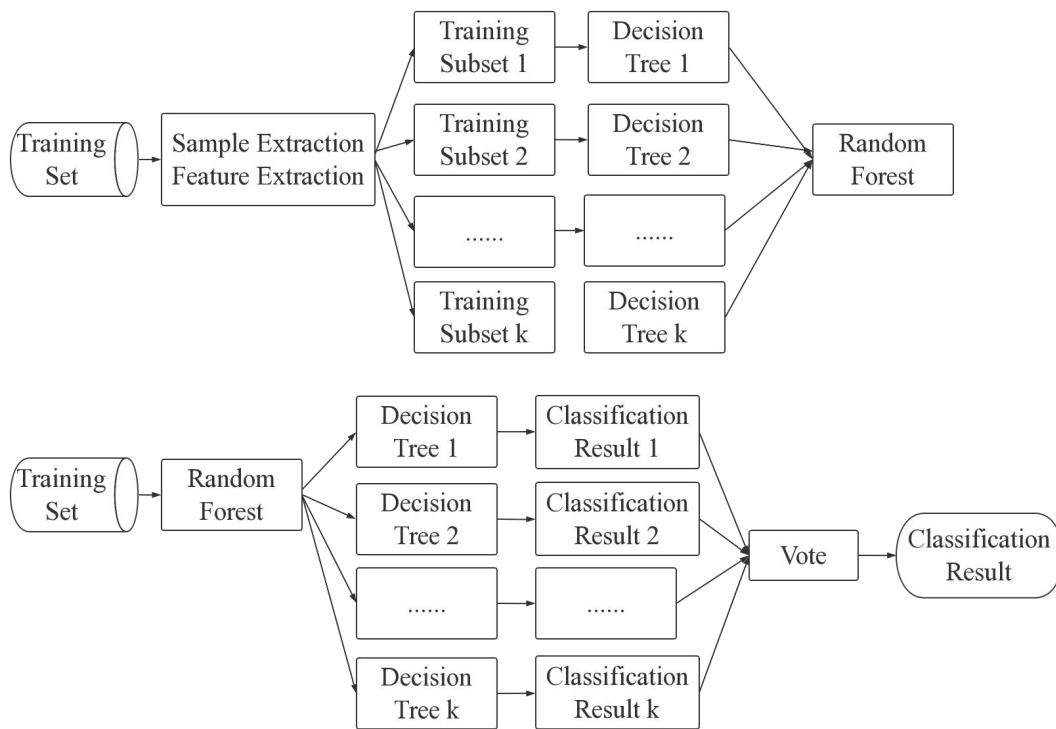 Training
Set
Sample Extraction
Feature Extraction
Training
Subset 1
Decision
Tree 1
Training
Subset 2
Decision
Tree 2
......
......
Training
Subset k
Decision
Tree k
Random
Forest
Training
Set
Random
Forest
Decision
Tree 1
Classification
Result 1
Decision
Tree 2
Classification
Result 2
......
......
Decision
Tree k
Classification
Result k
Vote
Classification
Result